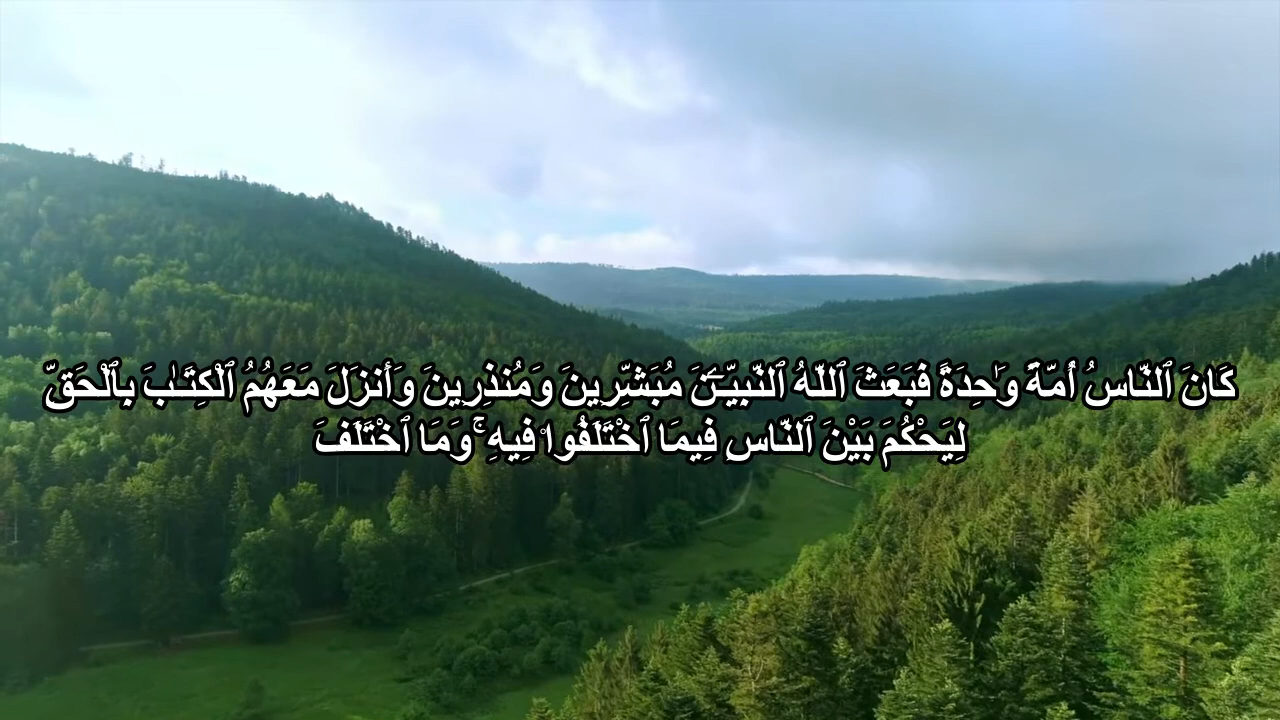 كَانَ ٱلنَّاسُ أُمَّةً وَٰحِدَةً فَبَعَثَ ٱللَّهُ ٱلنَّبِيِّـۧنَ مُبَشِّرِينَ وَمُنذِرِينَ وَأَنزَلَ مَعَهُمُ ٱلْكِتَـٰبَ بِٱلْحَقِّ
لِيَحْكُمَ بَيْنَ ٱلنَّاسِ فِيمَا ٱخْتَلَفُوا۟ فِيهِ ۚ وَمَا ٱخْتَلَفَ